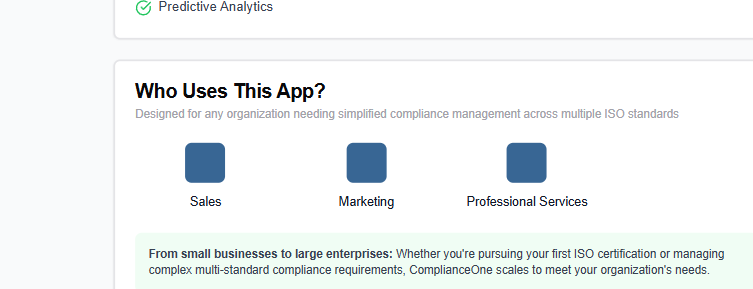 Predictive Analytics
Who Uses This App?
Designed for any organization needing simplified compliance management across multiple ISO standards
Sales
Marketing
Professional Services
From small businesses to large enterprises: Whether you're pursuing your first ISO certification or managing
complex multi-standard compliance requirements, ComplianceOne scales to meet your organization's needs.